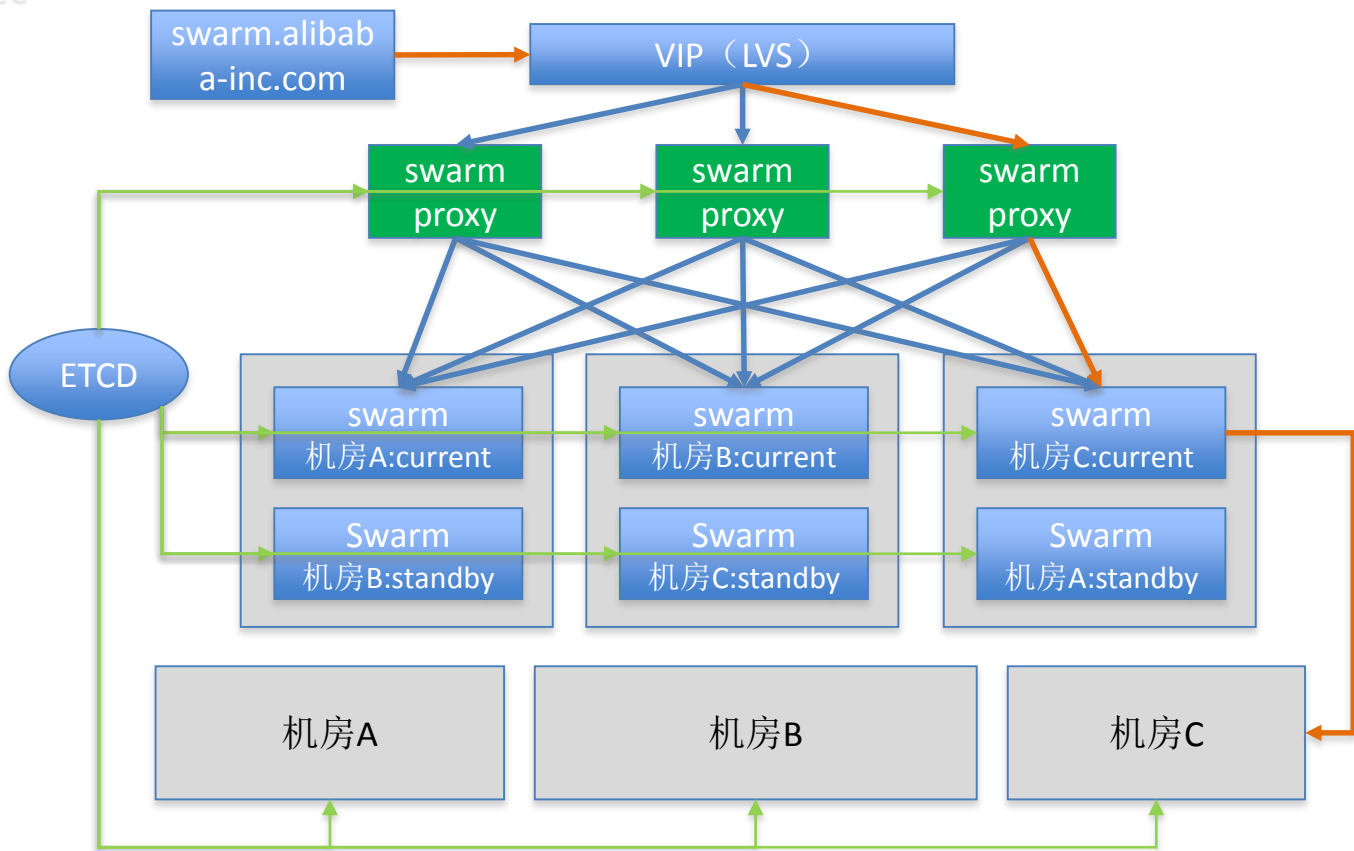 swarm.alibab
a-inc.com
VIP（LVS）
swarm
proxy
swarm
proxy
swarm
proxy
ETCD
swarm
机房A:current
swarm
机房B:current
swarm
机房C:current
Swarm
机房B:standby
Swarm
机房C:standby
Swarm
机房A:standby
机房A
机房B
机房C